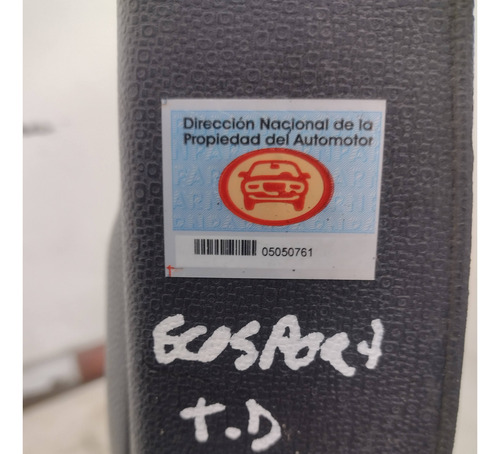 Dirección Nacional de la
Propiedad del Automotor
05050761
EcoSPort
T.D